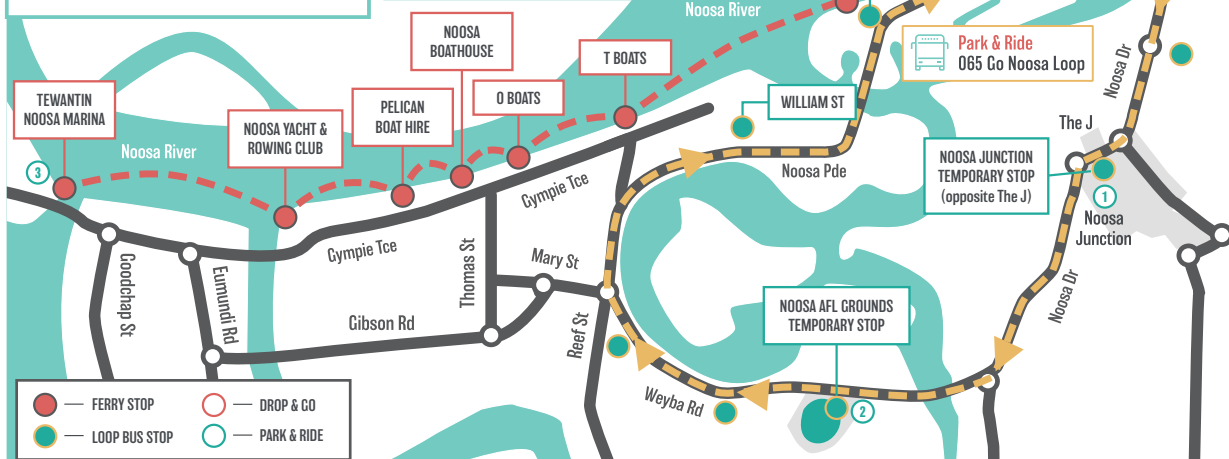 Noosa River
NOOSA
BOATHOUSE
T BOATS
Park & Ride
065 Go Noosa Loop
Noosa Dr
TEWANTIN
NOOSA MARINA
NOOSA YACHT &
ROWING CLUB
PELICAN
BOAT HIRE
O BOATS
WILLIAM ST
The J
Noosa River
3
Noosa Pde
NOOSA JUNCTION
TEMPORARY STOP
(opposite The J)
1
Noosa
Junction
Gympie Tce
Gympie Tce
Goodchap St
Eumundi Rd
Thomas St
Mary St
Gibson Rd
Reef St
NOOSA AFL GROUNDS
TEMPORARY STOP
Noosa Dr
Weyba Rd
2
FERRY STOP
DROP & GO
LOOP BUS STOP
PARK & RIDE